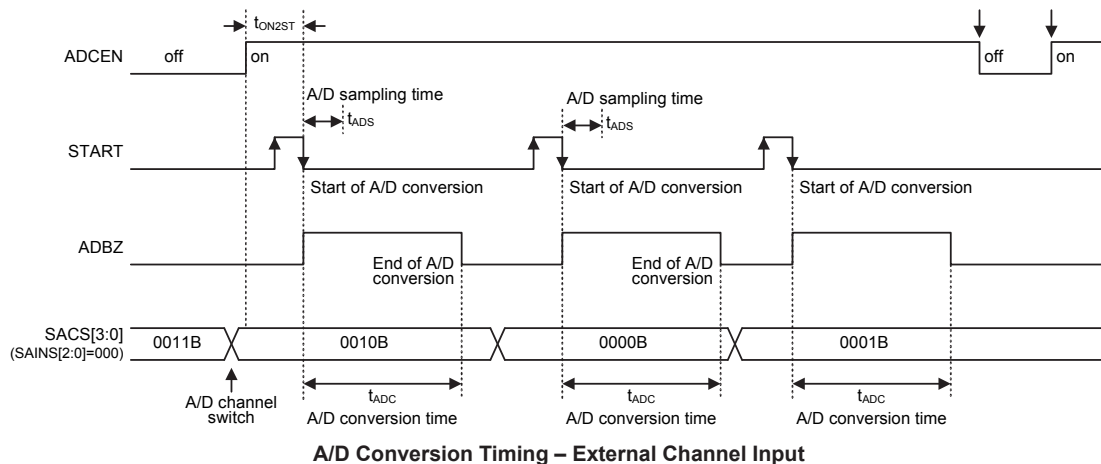 tON2ST
ADCEN
off
on
off
on
A/D sampling time
tADS
A/D sampling time
tADS
START
Start of A/D conversion
Start of A/D conversion
Start of A/D conversion
ADBZ
End of A/D
conversion
End of A/D
conversion
SACS[3:0]
(SAINS[2:0]=000)
0011B
0010B
0000B
0001B
A/D channel
switch
tADC
A/D conversion time
tADC
A/D conversion time
tADC
A/D conversion time
A/D Conversion Timing – External Channel Input